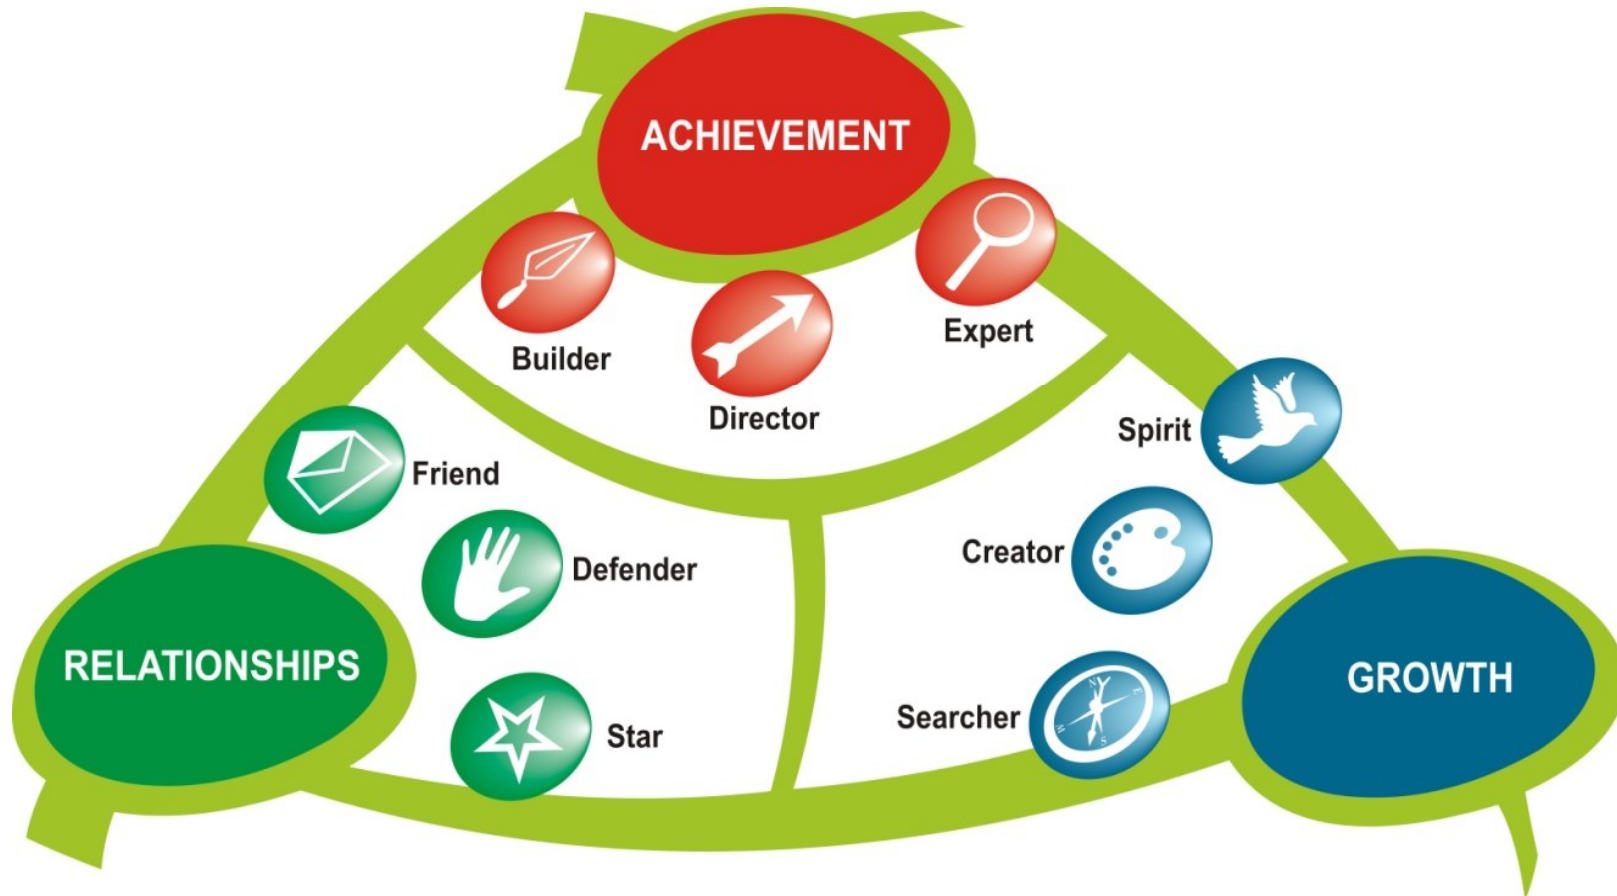 ACHIEVEMENT
Builder
Director
Expert
Friend
Defender
Star
RELATIONSHIPS
Spirit
Creator
Searcher
N
E
W
S
GROWTH